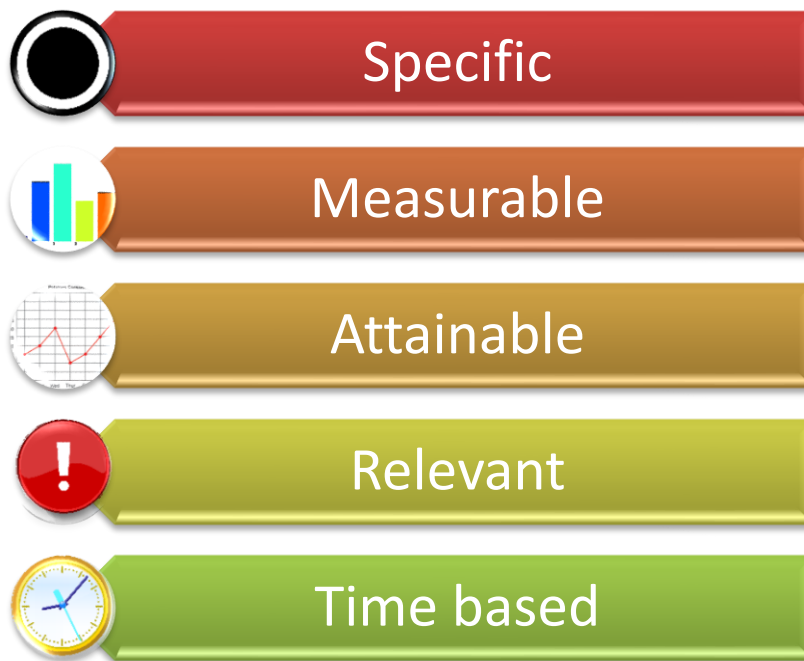 Specific
Measurable
Attainable
Relevant
Time based